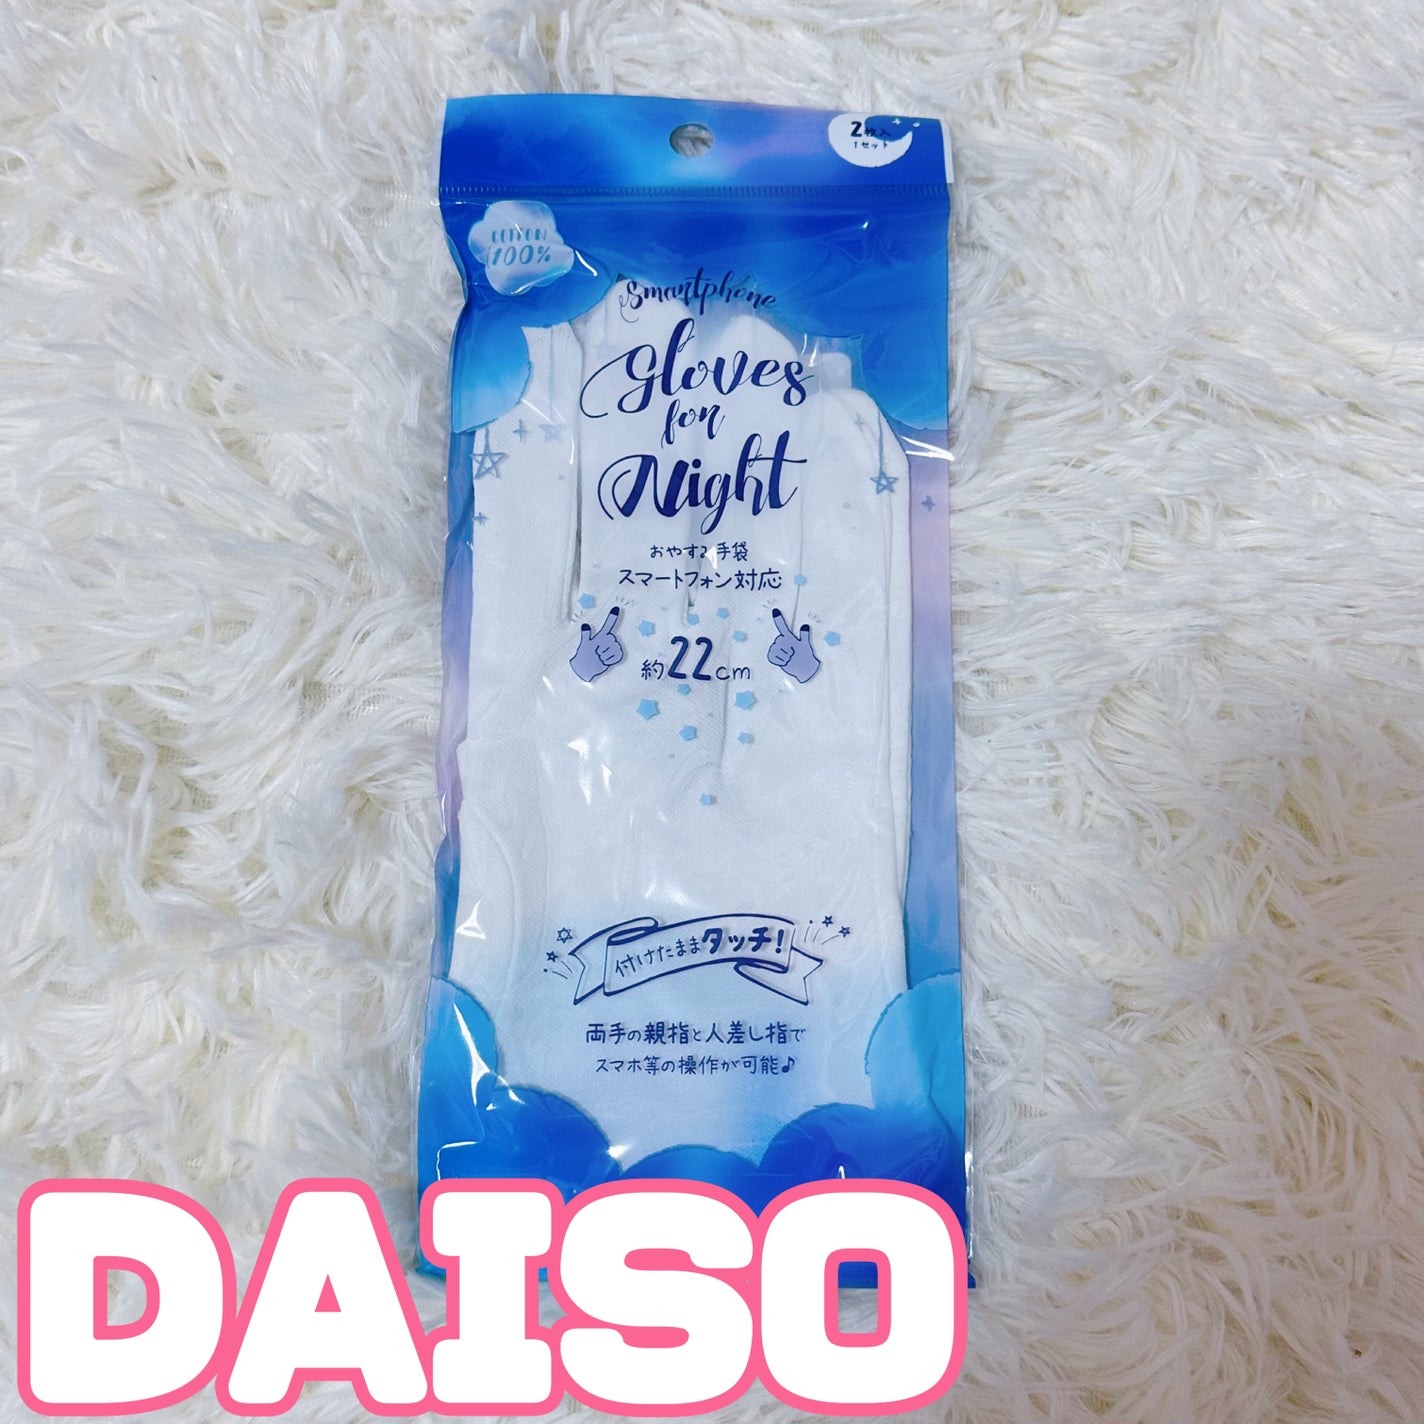 2枚入
1セット
COTTON
100%
Smartphone
Gloves
for
Night
おやすみ手袋
スマートフォン対応
約22cm
付けたままタッチ!
両手の親指と人差し指で
スマホ等の操作が可能♪
DAISO